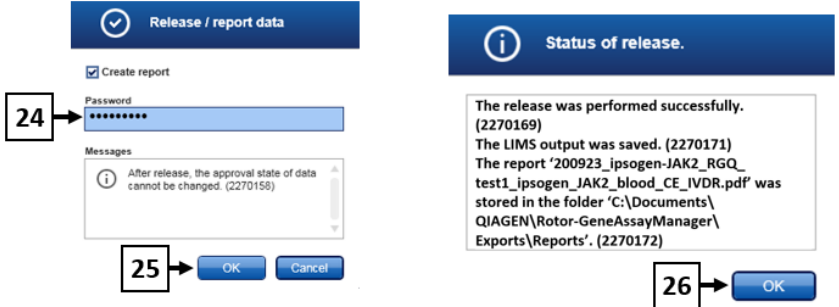 Release / report data
Create report
Password
24
•••••••••
Messages
After release, the approval state of data
cannot be changed. (2270158)
25
OK
Cancel
Status of release.
The release was performed successfully.
(2270169)
The LIMS output was saved. (2270171)
The report ‘200923_ipsogen-JAK2_RGQ_
test1_ipsogen_JAK2_blood_CE_IVDR.pdf’ was
stored in the folder ‘C:\Documents\
QIAGEN\Rotor-GeneAssayManager\
Exports\Reports’. (2270172)
26
OK